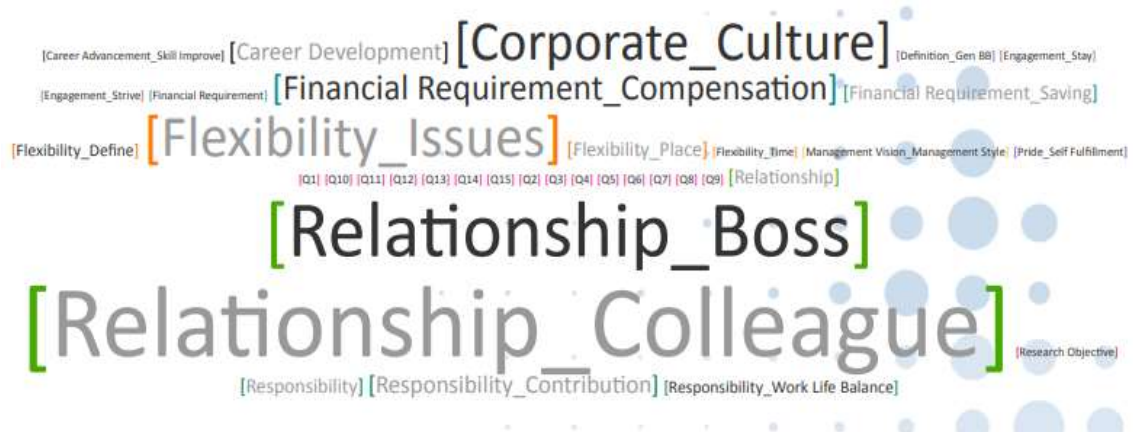 [Career Advancement_Skill Improve] [Career Development] [Corporate_Culture] [Definition_Gen BB] [Engagement_Stay]
[Engagement_Strive] [Financial Requirement] [Financial Requirement_Compensation] [Financial Requirement_Saving]
[Flexibility_Define] [Flexibility_Issues] [Flexibility_Place] [Flexibility_Time] [Management Vision_Management Style] [Pride_Self Fulfillment]
[Q1] [Q10] [Q11] [Q12] [Q13] [Q14] [Q15] [Q2] [Q3] [Q4] [Q5] [Q6] [Q7] [Q8] [Q9] [Relationship]
[Relationship_Boss]
[Relationship_Colleague] [Research Objective]
[Responsibility] [Responsibility_Contribution] [Responsibility_Work Life Balance]